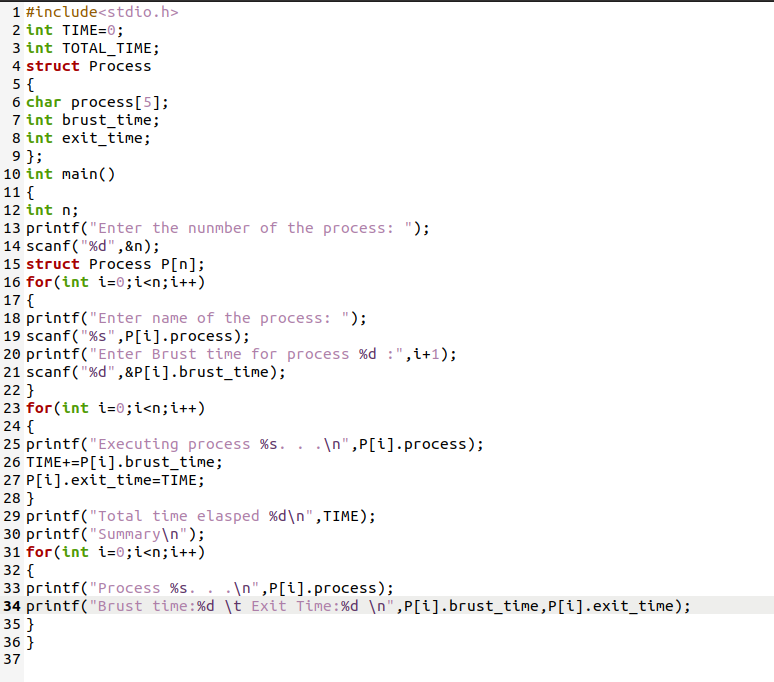 1 #include<stdio.h>
2 int TIME=0;
3 int TOTAL_TIME;
4 struct Process
5 {
6 char process[5];
7 int brust_time;
8 int exit_time;
9 };
10 int main()
11 {
12 int n;
13 printf("Enter the nunmber of the process: ");
14 scanf("%d",&n);
15 struct Process P[n];
16 for(int i=0;i<n;i++)
17 {
18 printf("Enter name of the process: ");
19 scanf("%s",P[i].process);
20 printf("Enter Brust time for process %d :",i+1);
21 scanf("%d",&P[i].brust_time);
22 }
23 for(int i=0;i<n;i++)
24 {
25 printf("Executing process %s. . .\n",P[i].process);
26 TIME+=P[i].brust_time;
27 P[i].exit_time=TIME;
28 }
29 printf("Total time elasped %d\n",TIME);
30 printf("Summary\n");
31 for(int i=0;i<n;i++)
32 {
33 printf("Process %s. . .\n",P[i].process);
34 printf("Brust time:%d \t Exit Time:%d \n",P[i].brust_time,P[i].exit_time);
35 }
36 }
37